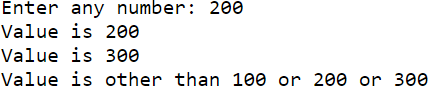 Enter any number: 200
Value is 200
Value is 300
Value is other than 100 or 200 or 300